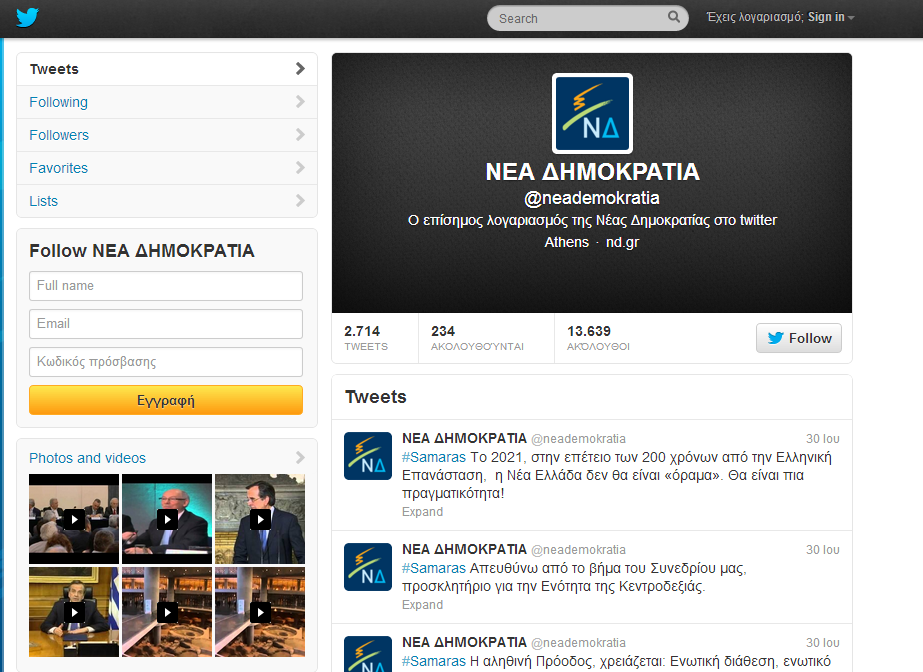 Search
Έχεις λογαριασμό; Sign in
Tweets
Following
Followers
Favorites
Lists
Follow ΝΕΑ ΔΗΜΟΚΡΑΤΙΑ
Full name
Email
Κωδικός πρόσβασης
Εγγραφή
Photos and videos
ΝΔ
ΝΕΑ ΔΗΜΟΚΡΑΤΙΑ
@neademokratia
Ο επίσημος λογαριασμός της Νέας Δημοκρατίας στο twitter
Athens · nd.gr
2.714
TWEETS
234
ΑΚΟΛΟΥΘΟΎΝΤΑΙ
13.639
ΑΚΌΛΟΥΘΟΙ
Follow
Tweets
ΝΔ
ΝΕΑ ΔΗΜΟΚΡΑΤΙΑ @neademokratia 30 Ιου
#Samaras Το 2021, στην επέτειο των 200 χρόνων από την Ελληνική
Επανάσταση, η Νέα Ελλάδα δεν θα είναι «όραμα». Θα είναι πια
πραγματικότητα!
Expand
ΝΔ
ΝΕΑ ΔΗΜΟΚΡΑΤΙΑ @neademokratia 30 Ιου
#Samaras Απευθύνω από το βήμα του Συνεδρίου μας,
προσκλητήριο για την Ενότητα της Κεντροδεξιάς.
Expand
ΝΔ
ΝΕΑ ΔΗΜΟΚΡΑΤΙΑ @neademokratia 30 Ιου
#Samaras Η αληθινή Πρόοδος, χρειάζεται: Ενωτική διάθεση, ενωτικό